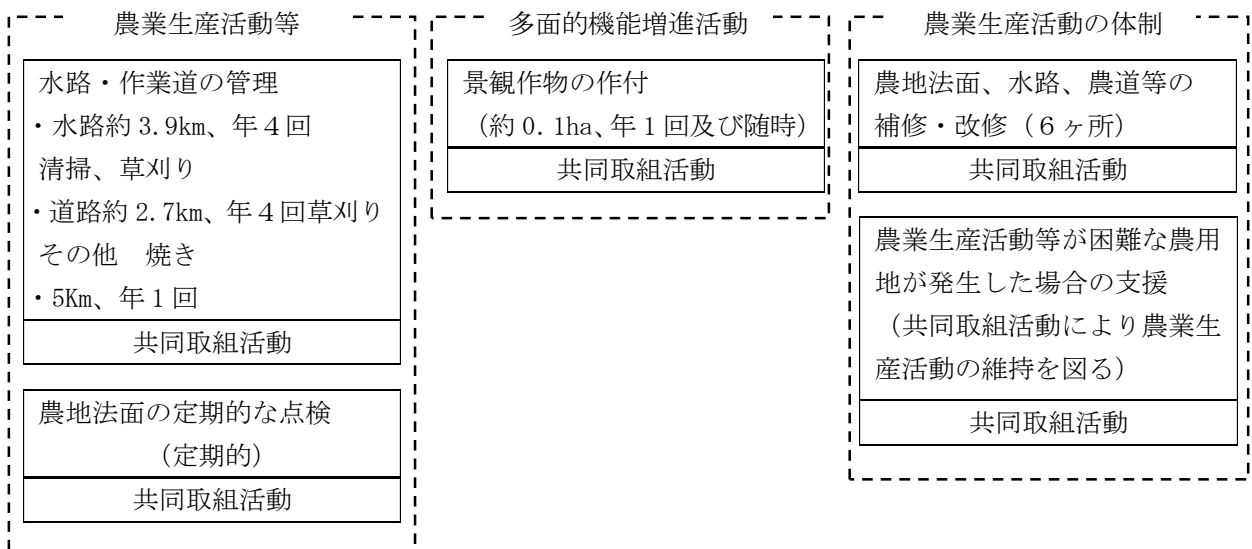 農業生産活動等
水路・作業道の管理
・水路約3.9km、年4回
清掃、草刈り
・道路約2.7km、年4回草刈り
その他　焼き
・5Km、年1回
共同取組活動
農地法面の定期的な点検
（定期的）
共同取組活動
多面的機能増進活動
景観作物の作付
（約0.1ha、年1回及び随時）
共同取組活動
農業生産活動の体制
農地法面、水路、農道等の
補修・改修（6ヶ所）
共同取組活動
農業生産活動等が困難な農用
地が発生した場合の支援
（共同取組活動により農業生
産活動の維持を図る）
共同取組活動